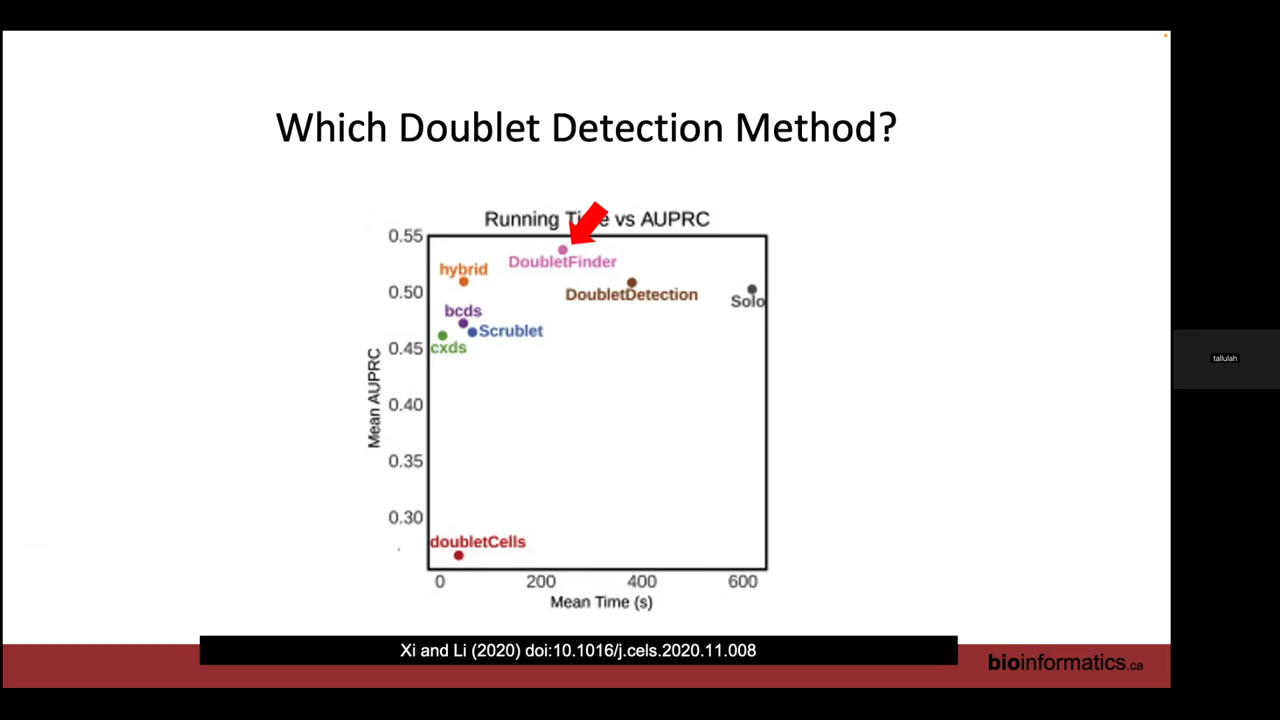 Which Doublet Detection Method?
Running Time vs AUPRC
0.55
0.50
0.45
0.40
0.35
0.30
Mean AUPRC
hybrid
DoubletFinder
DoubletDetection
Solo
bcds
Scrublet
cxds
doubletCells
0 200 400 600
Mean Time (s)
tallulah
Xi and Li (2020) doi:10.1016/j.cels.2020.11.008
bioinformatics.ca